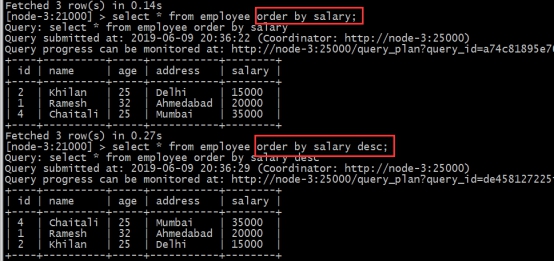 Fetched 3 row(s) in 0.14s
[node-3:21000] > select * from employee order by salary;
Query: select * from employee order by salary
Query submitted at: 2019-06-09 20:36:22 (Coordinator: http://node-3:25000)
Query progress can be monitored at: http://node-3:25000/query_plan?query_id=a74c81895e70
+----+----------+-----+-----------+--------+
| id | name     | age | address   | salary |
+----+----------+-----+-----------+--------+
| 2  | Khilan   | 25  | Delhi     | 15000  |
| 1  | Ramesh   | 32  | Ahmedabad | 20000  |
| 4  | Chaitali | 25  | Mumbai    | 35000  |
+----+----------+-----+-----------+--------+
Fetched 3 row(s) in 0.27s
[node-3:21000] > select * from employee order by salary desc;
Query: select * from employee order by salary desc
Query submitted at: 2019-06-09 20:36:29 (Coordinator: http://node-3:25000)
Query progress can be monitored at: http://node-3:25000/query_plan?query_id=de458127225
+----+----------+-----+-----------+--------+
| id | name     | age | address   | salary |
+----+----------+-----+-----------+--------+
| 4  | Chaitali | 25  | Mumbai    | 35000  |
| 1  | Ramesh   | 32  | Ahmedabad | 20000  |
| 2  | Khilan   | 25  | Delhi     | 15000  |
+----+----------+-----+-----------+--------+